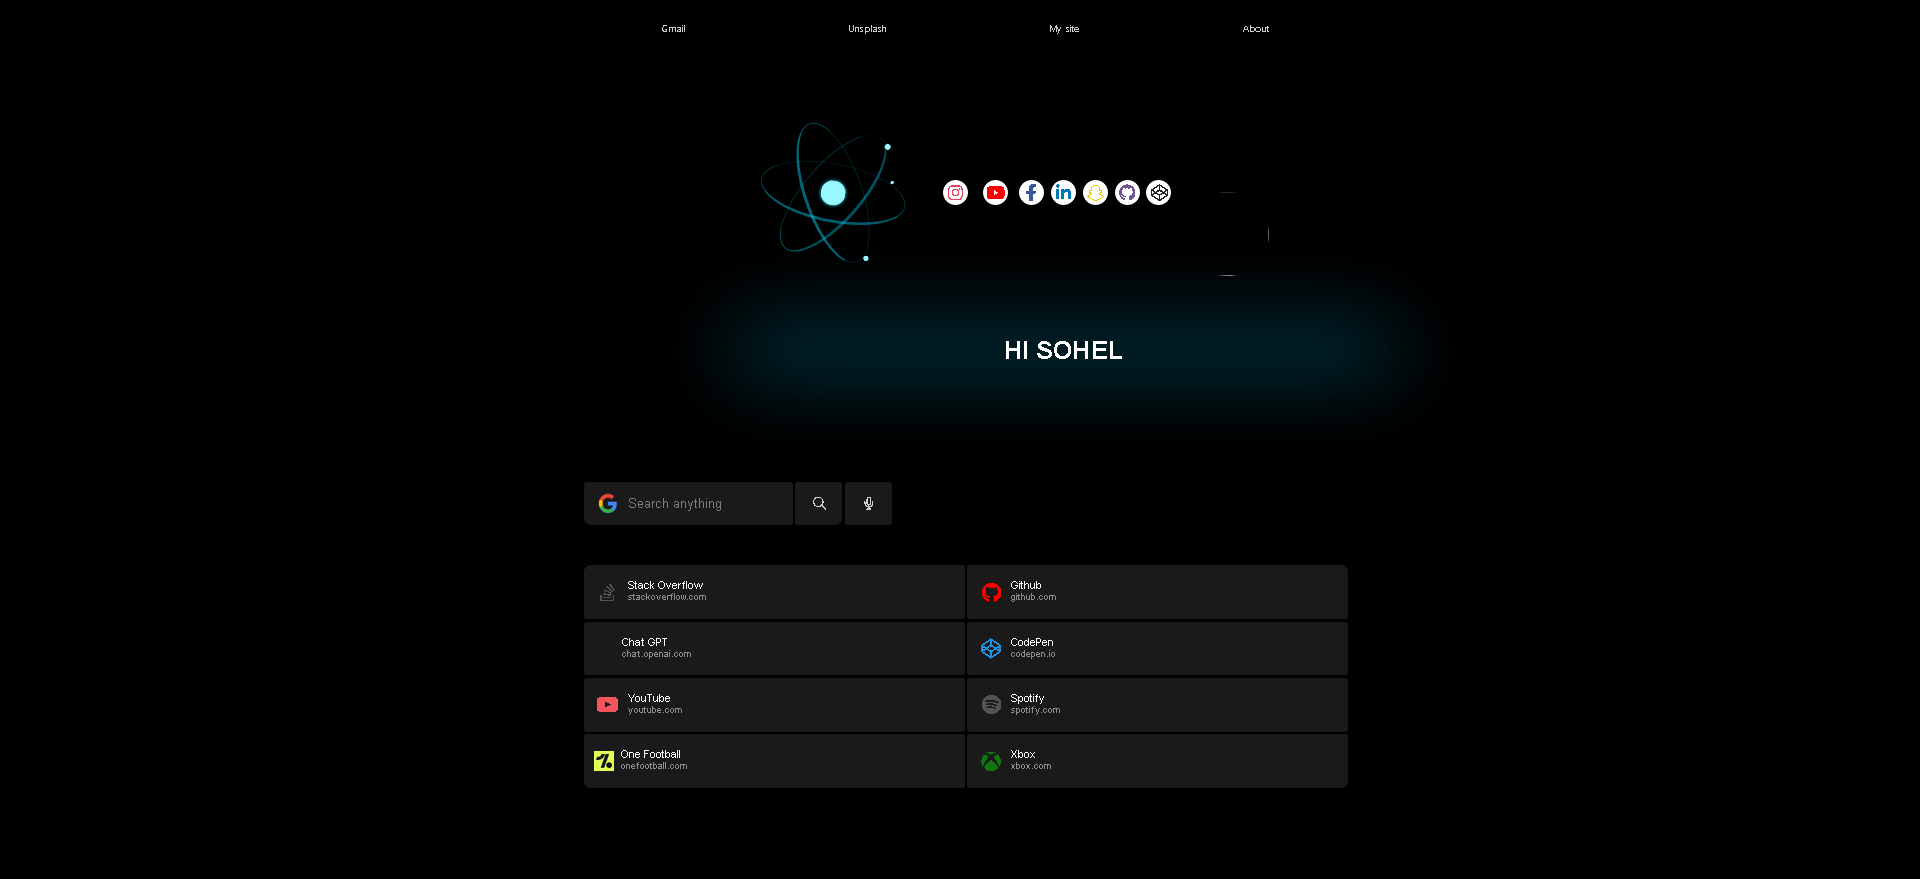 Gmail
Unsplash
My site
About
HI SOHEL
Search anything
Stack Overflow
stackoverflow.com
Github
github.com
Chat GPT
chat.openai.com
CodePen
codepen.io
YouTube
youtube.com
Spotify
spotify.com
One Football
onefootball.com
Xbox
xbox.com